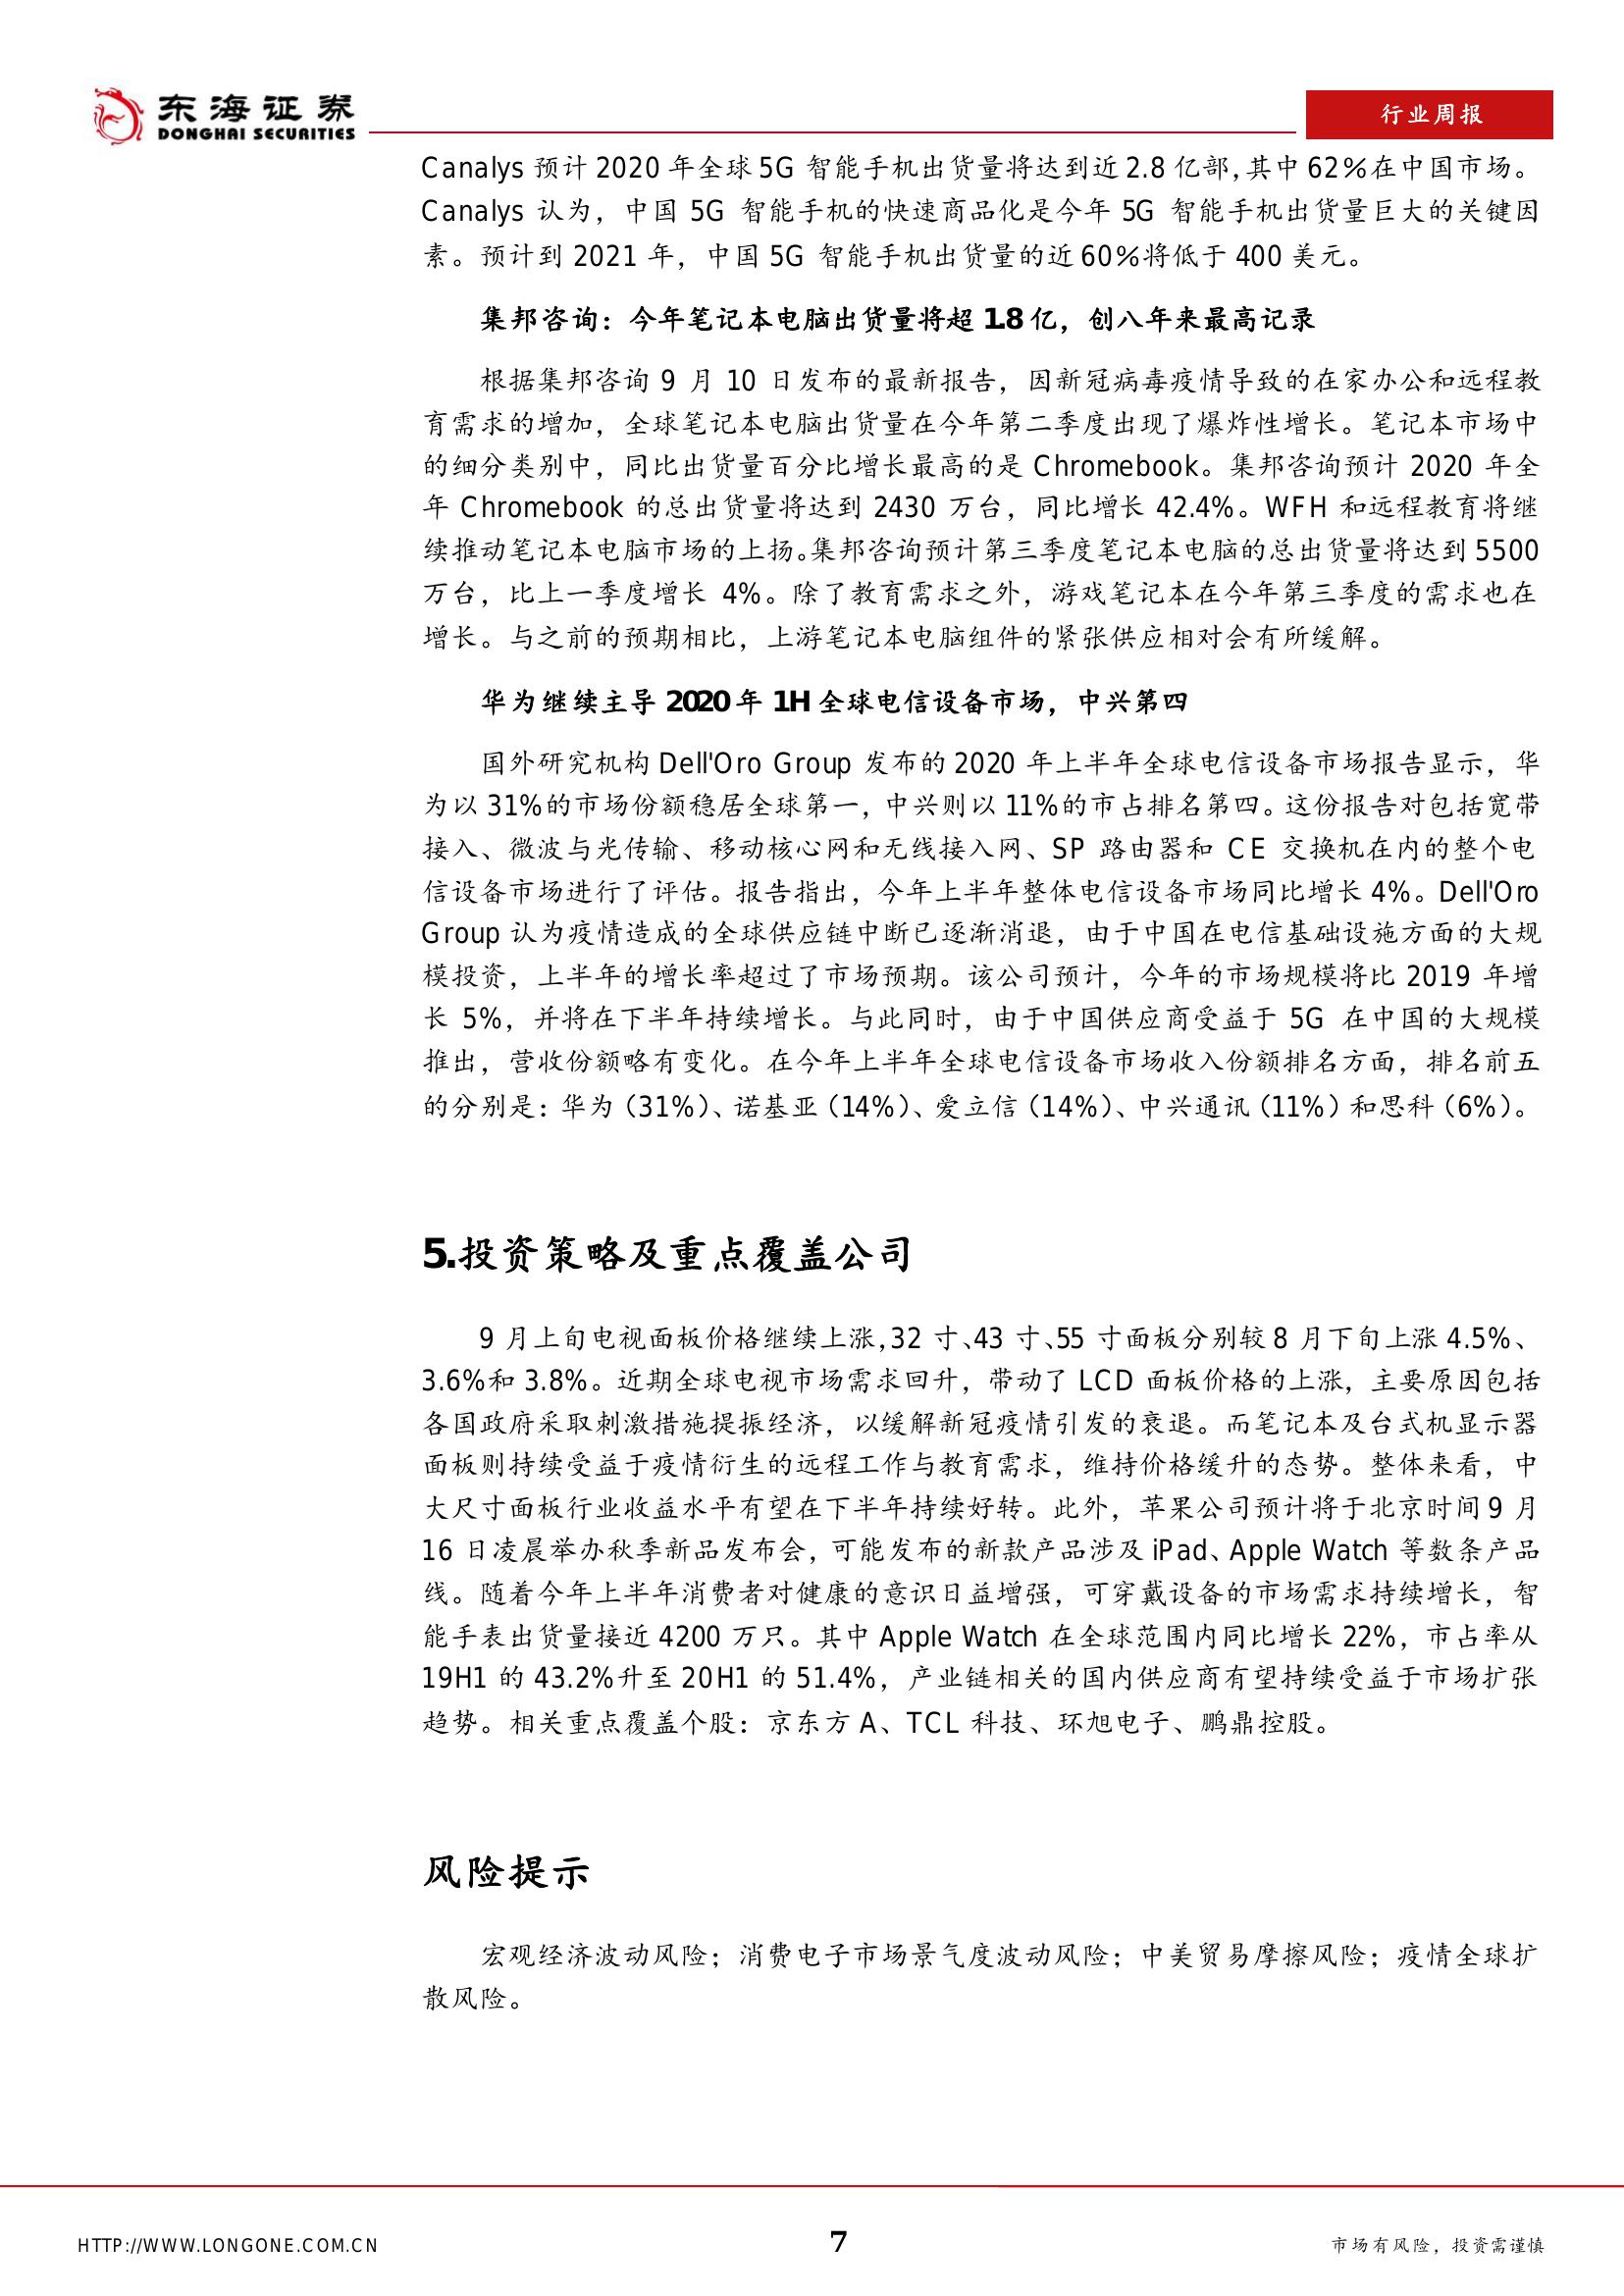 东海证券
DONGHAI SECURITIES
行业周报
Canalys 预计 2020 年全球 5G 智能手机出货量将达到近 2.8 亿部，其中 62%在中国市场。
Canalys 认为，中国 5G 智能手机的快速商品化是今年 5G 智能手机出货量巨大的关键因
素。预计到 2021 年，中国 5G 智能手机出货量的近 60%将低于 400 美元。
集邦咨询：今年笔记本电脑出货量将超 1.8 亿，创八年来最高记录
根据集邦咨询 9 月 10 日发布的最新报告，因新冠病毒疫情导致的在家办公和远程教
育需求的增加，全球笔记本电脑出货量在今年第二季度出现了爆炸性增长。笔记本市场中
的细分类别中，同比出货量百分比增长最高的是 Chromebook。集邦咨询预计 2020 年全
年 Chromebook 的总出货量将达到 2430 万台，同比增长 42.4%。WFH 和远程教育将继
续推动笔记本电脑市场的上扬。集邦咨询预计第三季度笔记本电脑的总出货量将达到 5500
万台，比上一季度增长 4%。除了教育需求之外，游戏笔记本在今年第三季度的需求也在
增长。与之前的预期相比，上游笔记本电脑组件的紧张供应相对会有所缓解。
华为继续主导 2020 年 1H 全球电信设备市场，中兴第四
国外研究机构 Dell'Oro Group 发布的 2020 年上半年全球电信设备市场报告显示，华
为以 31%的市场份额稳居全球第一，中兴则以 11%的市占排名第四。这份报告对包括宽带
接入、微波与光传输、移动核心网和无线接入网、SP 路由器和 CE 交换机在内的整个电
信设备市场进行了评估。报告指出，今年上半年整体电信设备市场同比增长 4%。Dell'Oro
Group 认为疫情造成的全球供应链中断已逐渐消退，由于中国在电信基础设施方面的大规
模投资，上半年的增长率超过了市场预期。该公司预计，今年的市场规模将比 2019 年增
长 5%，并将在下半年持续增长。与此同时，由于中国供应商受益于 5G 在中国的大规模
推出，营收份额略有变化。在今年上半年全球电信设备市场收入份额排名方面，排名前五
的分别是：华为（31%）、诺基亚（14%）、爱立信（14%）、中兴通讯（11%）和思科（6%）。
5.投资策略及重点覆盖公司
9 月上旬电视面板价格继续上涨，32 寸、43 寸、55 寸面板分别较 8 月下旬上涨 4.5%、
3.6%和 3.8%。近期全球电视市场需求回升，带动了 LCD 面板价格的上涨，主要原因包括
各国政府采取刺激措施提振经济，以缓解新冠疫情引发的衰退。而笔记本及台式机显示器
面板则持续受益于疫情衍生的远程工作与教育需求，维持价格缓升的态势。整体来看，中
大尺寸面板行业收益水平有望在下半年持续好转。此外，苹果公司预计将于北京时间 9 月
16 日凌晨举办秋季新品发布会，可能发布的新款产品涉及 iPad、Apple Watch 等数条产品
线。随着今年上半年消费者对健康的意识日益增强，可穿戴设备的市场需求持续增长，智
能手表出货量接近 4200 万只。其中 Apple Watch 在全球范围内同比增长 22%，市占率从
19H1 的 43.2%升至 20H1 的 51.4%，产业链相关的国内供应商有望持续受益于市场扩张
趋势。相关重点覆盖个股：京东方 A、TCL 科技、环旭电子、鹏鼎控股。
风险提示
宏观经济波动风险；消费电子市场景气度波动风险；中美贸易摩擦风险；疫情全球扩
散风险。
HTTP://WWW.LONGONE.COM.CN
7
市场有风险，投资需谨慎